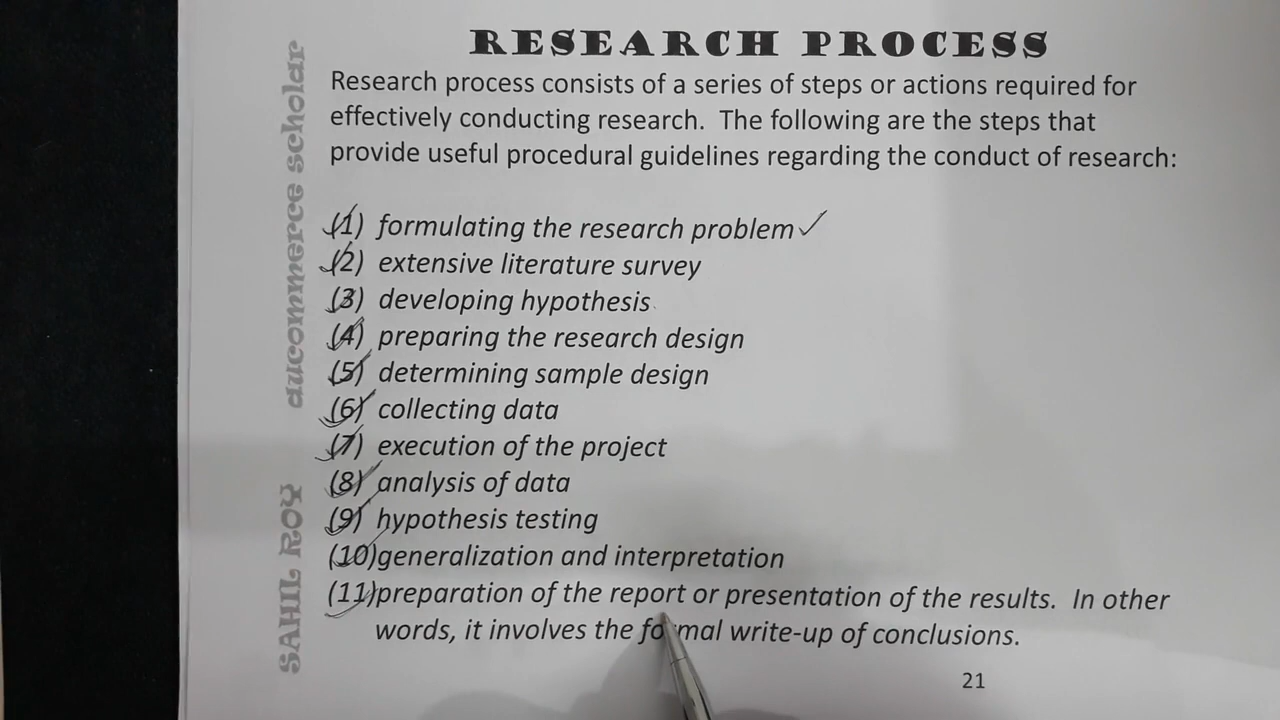 RESEARCH PROCESS
Research process consists of a series of steps or actions required for
effectively conducting research. The following are the steps that
provide useful procedural guidelines regarding the conduct of research:
(1) formulating the research problem✓
(2) extensive literature survey
(3) developing hypothesis
(4) preparing the research design
(5) determining sample design
(6) collecting data
(7) execution of the project
(8) analysis of data
(9) hypothesis testing
(10)generalization and interpretation
(11)preparation of the report or presentation of the results. In other
words, it involves the formal write-up of conclusions.
21
SAHIL ROY aucommerce scholar